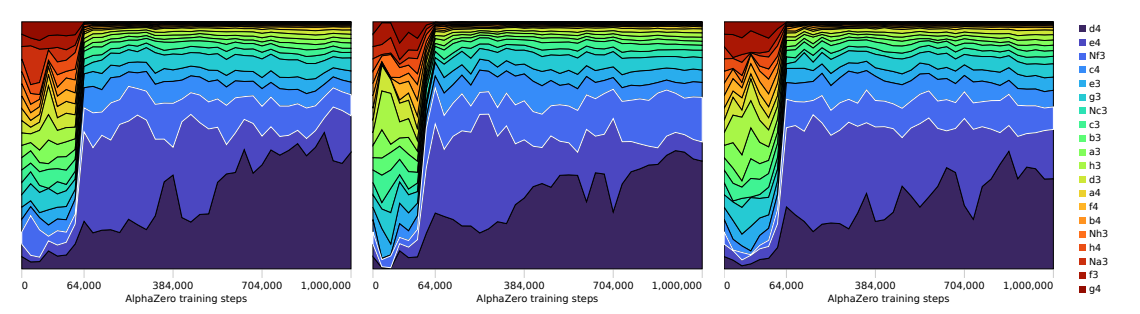 0 64,000 384,000 704,000 1,000,000
AlphaZero training steps
0 64,000 384,000 704,000 1,000,000
AlphaZero training steps
0 64,000 384,000 704,000 1,000,000
AlphaZero training steps
d4
e4
Nf3
c4
e3
g3
Nc3
c3
b3
a3
h3
d3
a4
f4
b4
Nh3
h4
Na3
f3
g4